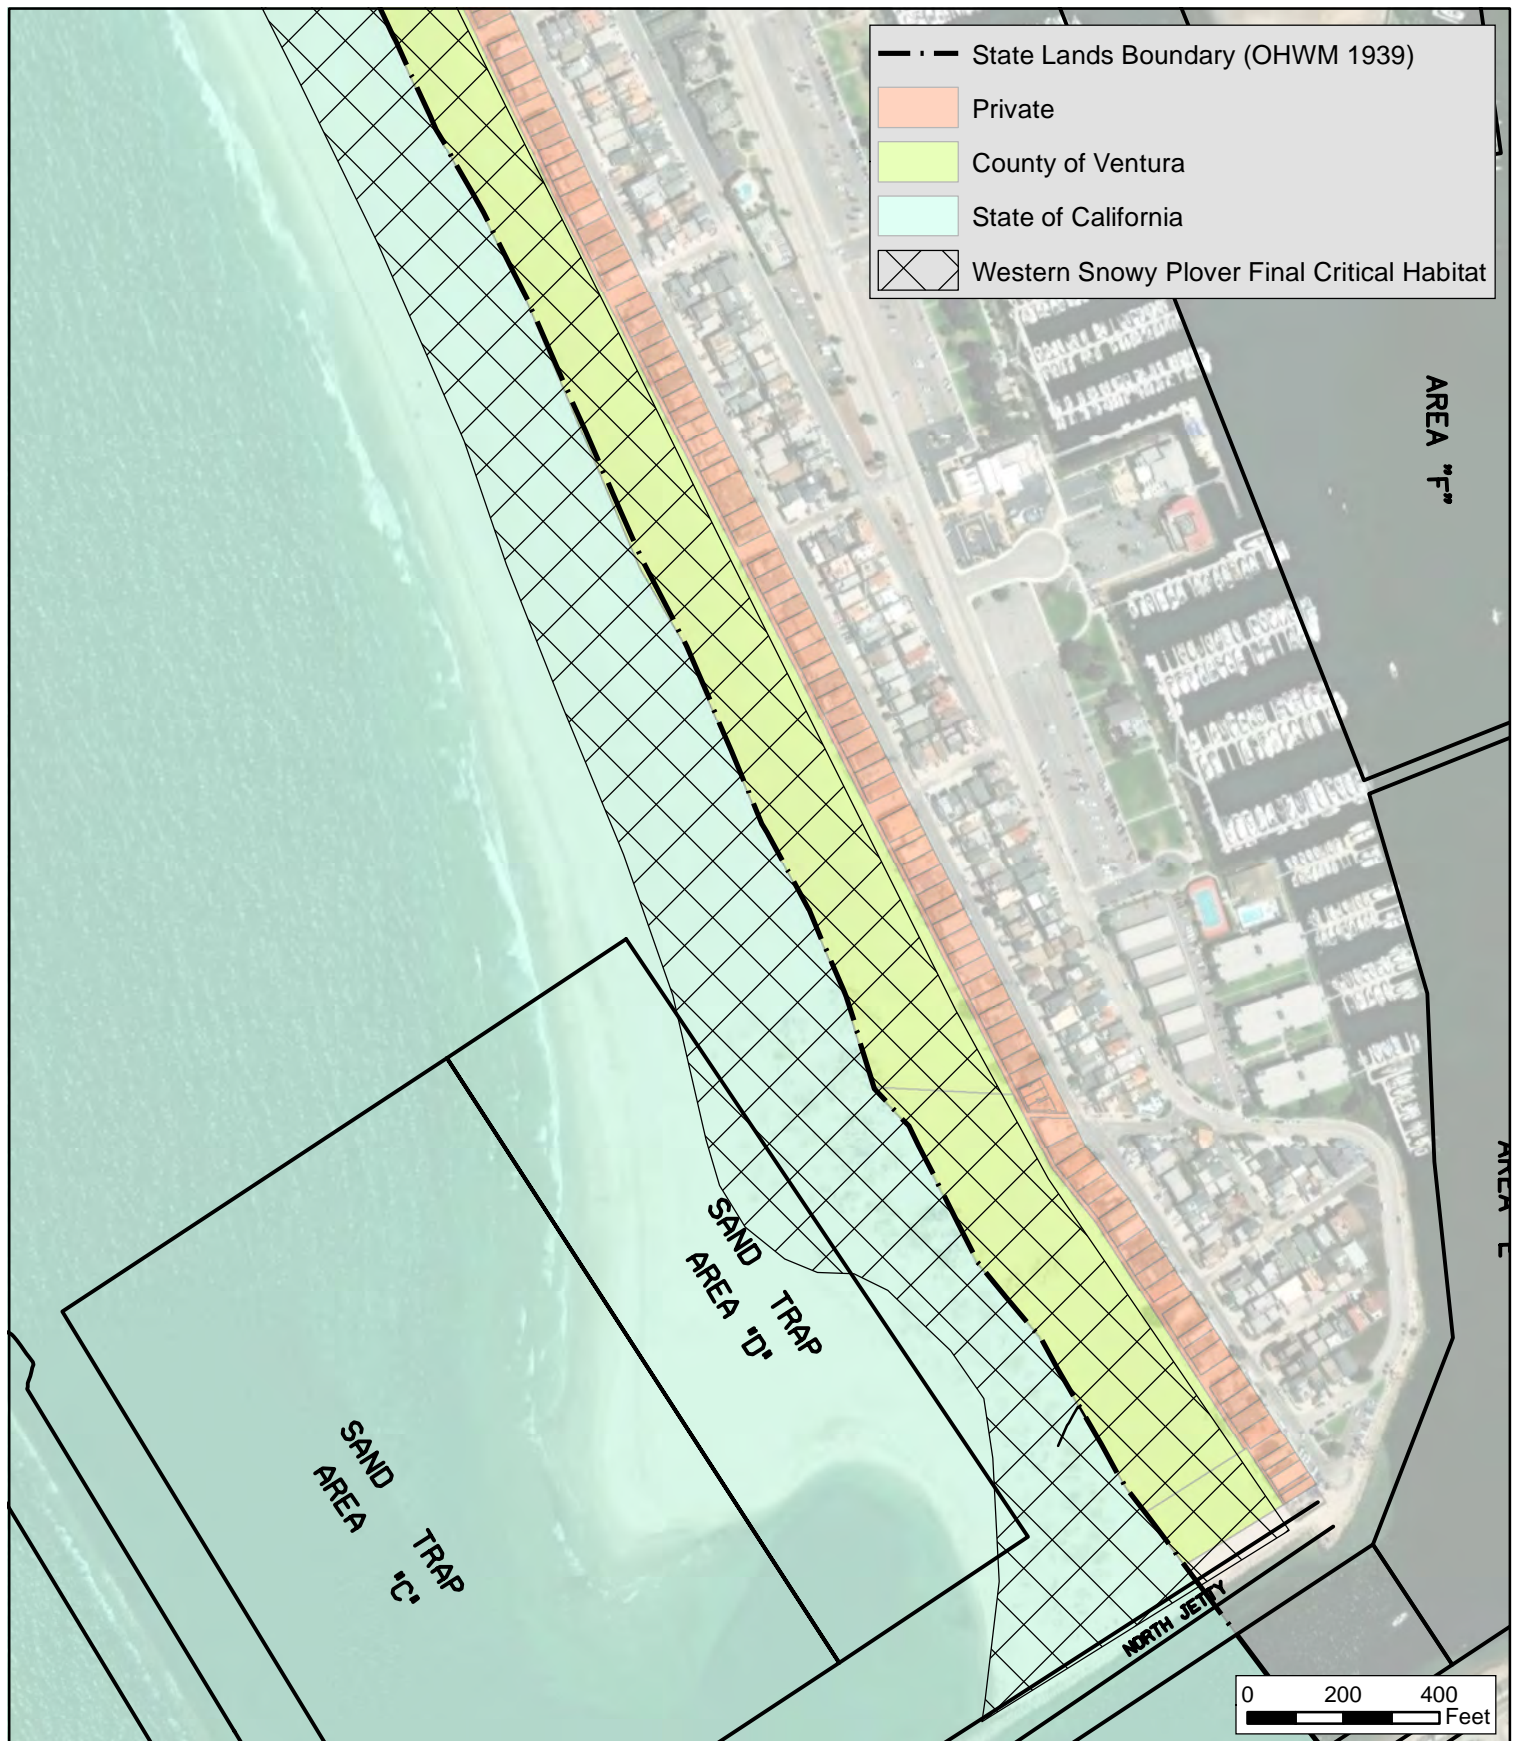 State Lands Boundary (OHWM 1939)
Private
County of Ventura
State of California
Western Snowy Plover Final Critical Habitat
AREA "F"
SAND TRAP
AREA "D"
SAND TRAP
AREA "C"
NORTH JETTY
AREA
0 200 400
Feet